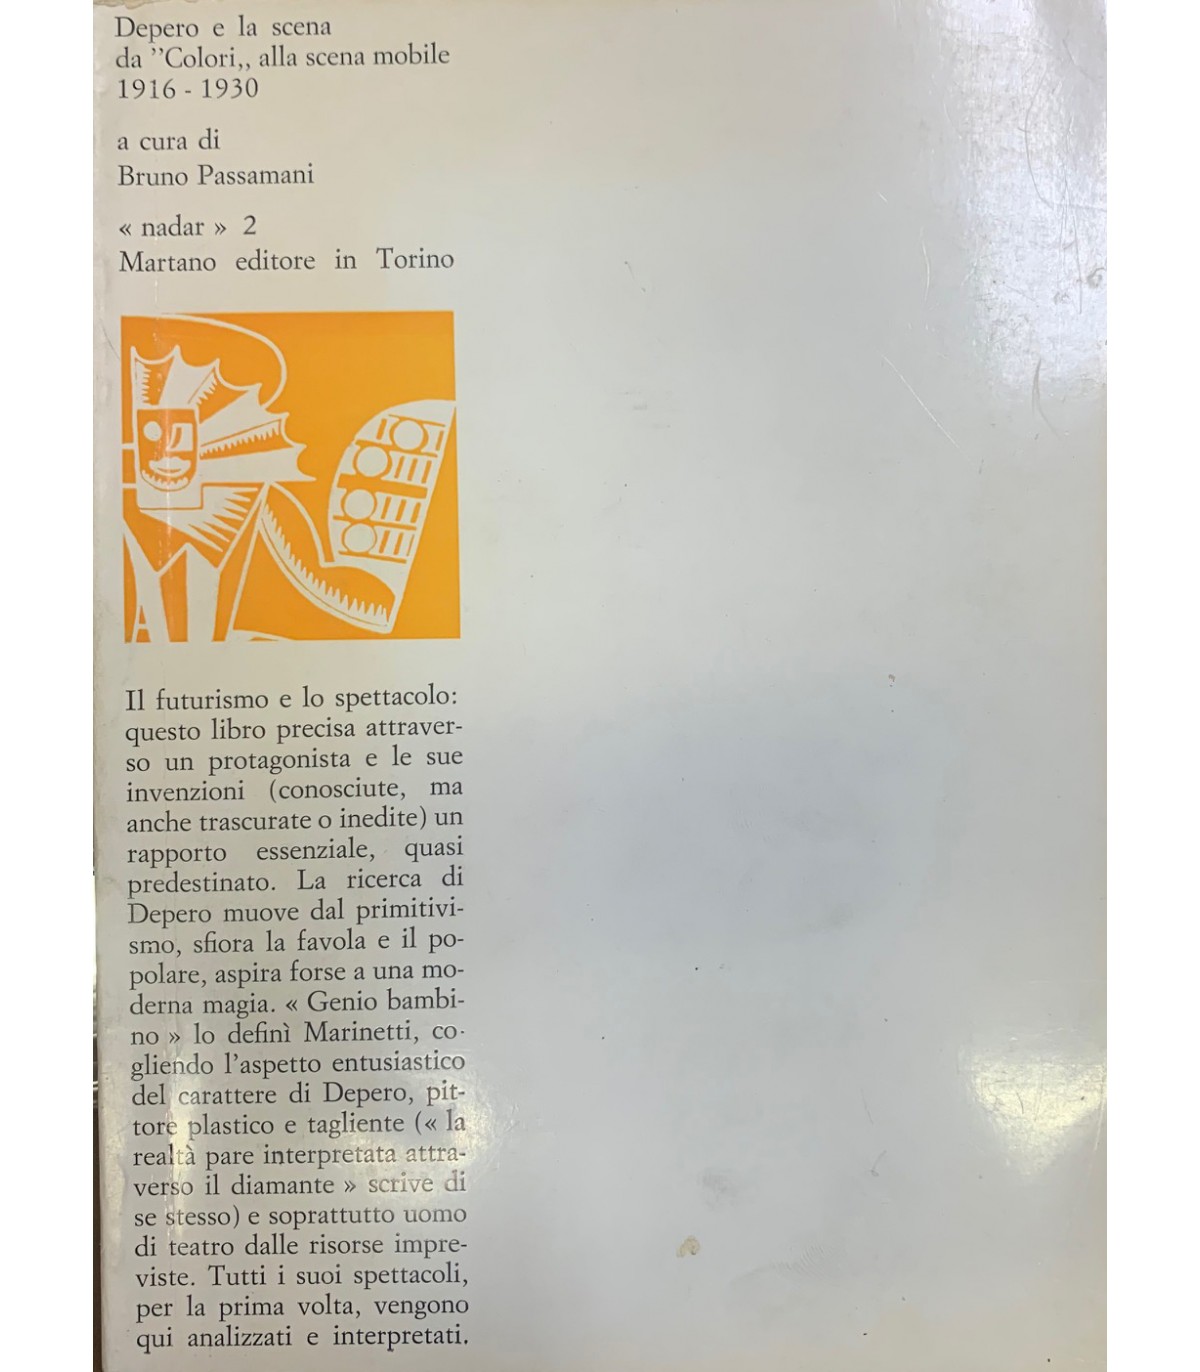 Depero e la scena
da ”Colori„ alla scena mobile
1916 - 1930
a cura di
Bruno Passamani
« nadar » 2
Martano editore in Torino
Il futurismo e lo spettacolo:
questo libro precisa attraver-
so un protagonista e le sue
invenzioni (conosciute, ma
anche trascurate o inedite) un
rapporto essenziale, quasi
predestinato. La ricerca di
Depero muove dal primitivi-
smo, sfiora la favola e il po-
polare, aspira forse a una mo-
derna magia. « Genio bambi-
no » lo definì Marinetti, co-
gliendo l’aspetto entusiastico
del carattere di Depero, pit-
tore plastico e tagliente (« la
realtà pare interpretata attra-
verso il diamante » scrive di
se stesso) e soprattutto uomo
di teatro dalle risorse impre-
viste. Tutti i suoi spettacoli,
per la prima volta, vengono
qui analizzati e interpretati.